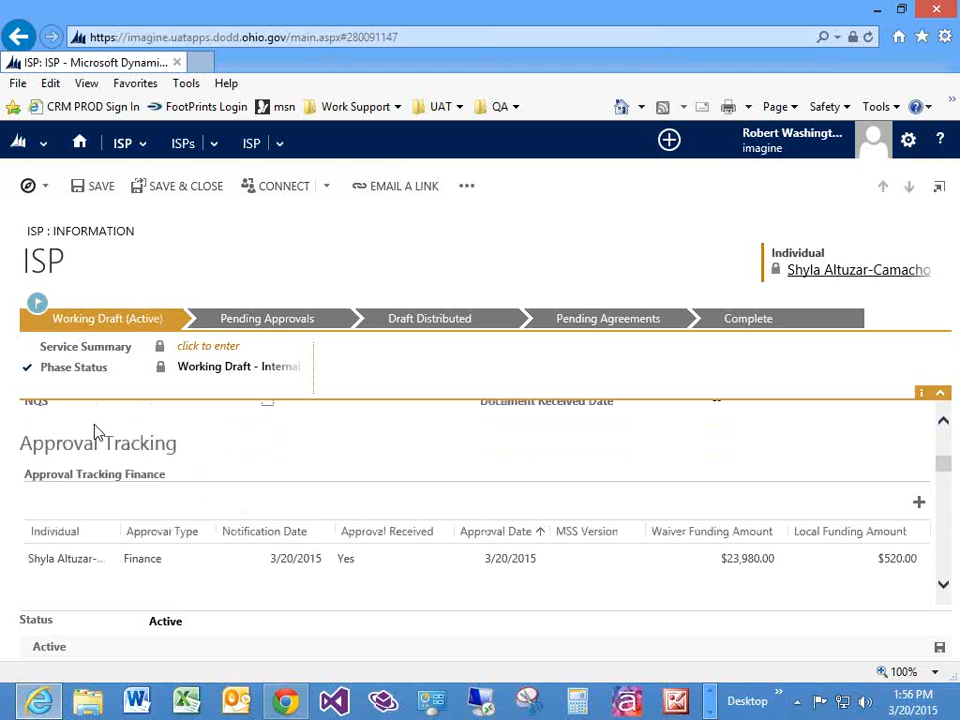 https://imagine.uatapps.dodd.ohio.gov/main.aspx#280091147
ISP: ISP - Microsoft Dynami...
File Edit View Favorites Tools Help
CRM PROD Sign In FootPrints Login msn Work Support UAT QA Page Safety Tools
ISP ISPs ISP
Robert Washingt...
imagine
SAVE SAVE & CLOSE CONNECT EMAIL A LINK
ISP : INFORMATION
ISP
Individual
Shyla Altuzar-Camacho
Working Draft (Active) Pending Approvals Draft Distributed Pending Agreements Complete
Service Summary click to enter
Phase Status Working Draft - Internal
NQS Document Received Date --
Approval Tracking
Approval Tracking Finance
Individual Approval Type Notification Date Approval Received Approval Date MSS Version Waiver Funding Amount Local Funding Amount
Shyla Altuzar-... Finance 3/20/2015 Yes 3/20/2015 $23,980.00 $520.00
Status Active
Active
100%
Desktop
1:56 PM
3/20/2015